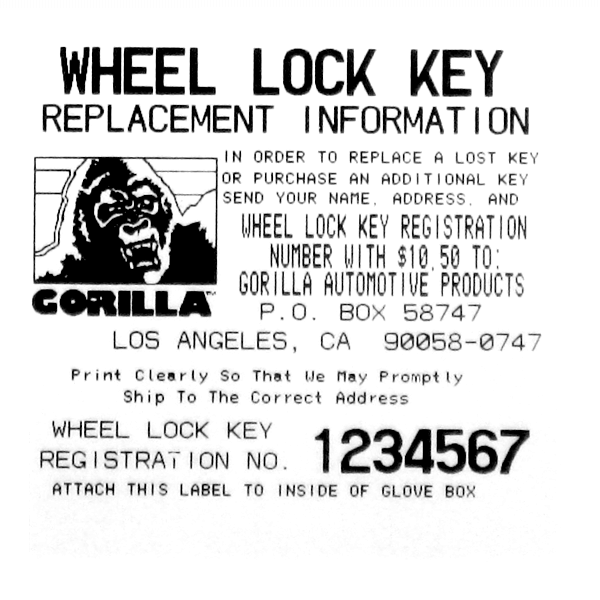 WHEEL LOCK KEY
REPLACEMENT INFORMATION
IN ORDER TO REPLACE A LOST KEY
OR PURCHASE AN ADDITIONAL KEY
SEND YOUR NAME, ADDRESS, AND
WHEEL LOCK KEY REGISTRATION
NUMBER WITH $10.50 TO:
GORILLA AUTOMOTIVE PRODUCTS
GORILLA™
P.O. BOX 58747
LOS ANGELES, CA 90058-0747
Print Clearly So That We May Promptly
Ship To The Correct Address
WHEEL LOCK KEY
REGISTRATION NO. 1234567
ATTACH THIS LABEL TO INSIDE OF GLOVE BOX